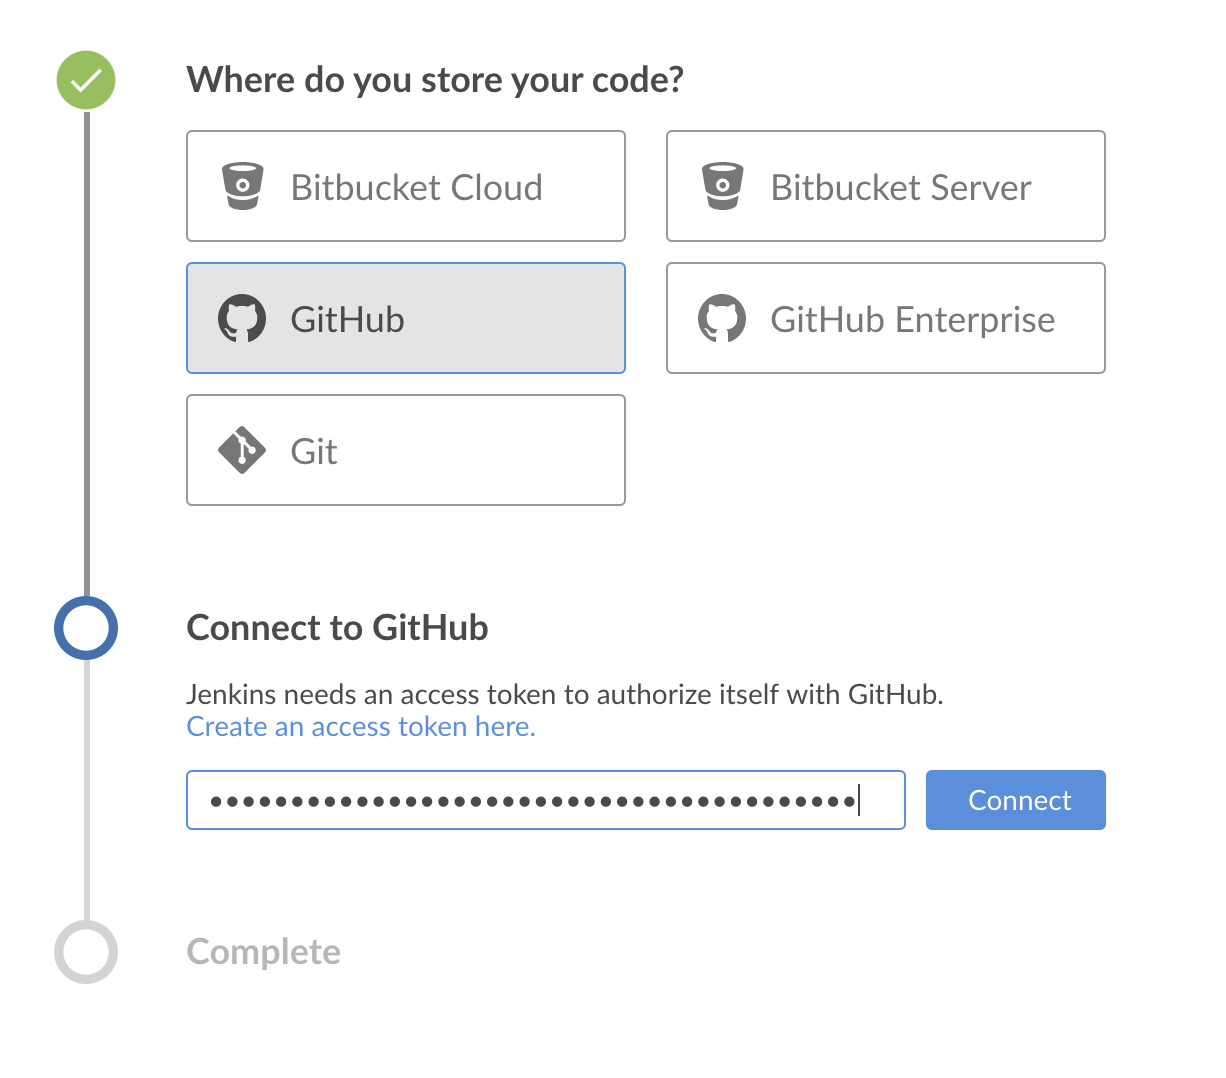 Where do you store your code?
Bitbucket Cloud
Bitbucket Server
GitHub
GitHub Enterprise
Git
Connect to GitHub
Jenkins needs an access token to authorize itself with GitHub.
Create an access token here.
Connect
Complete